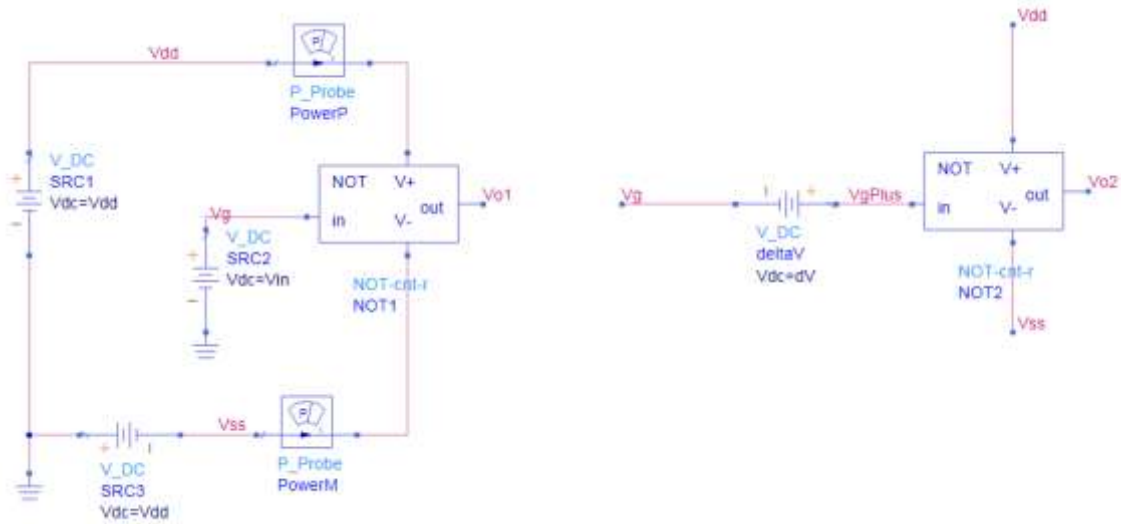 Vdd
P_Probe
PowerP
V_DC
SRC1
Vdc=Vdd
NOT V+
in V-
out
Vo1
Vg
V_DC
SRC2
Vdc=Vin
NOT-cnt-r
NOT1
Vss
P_Probe
PowerM
V_DC
SRC3
Vdc=Vdd
Vdd
NOT V+
in V-
out
Vo2
Vg
VgPlus
V_DC
deltaV
Vdc=dV
NOT-cnt-r
NOT2
Vss